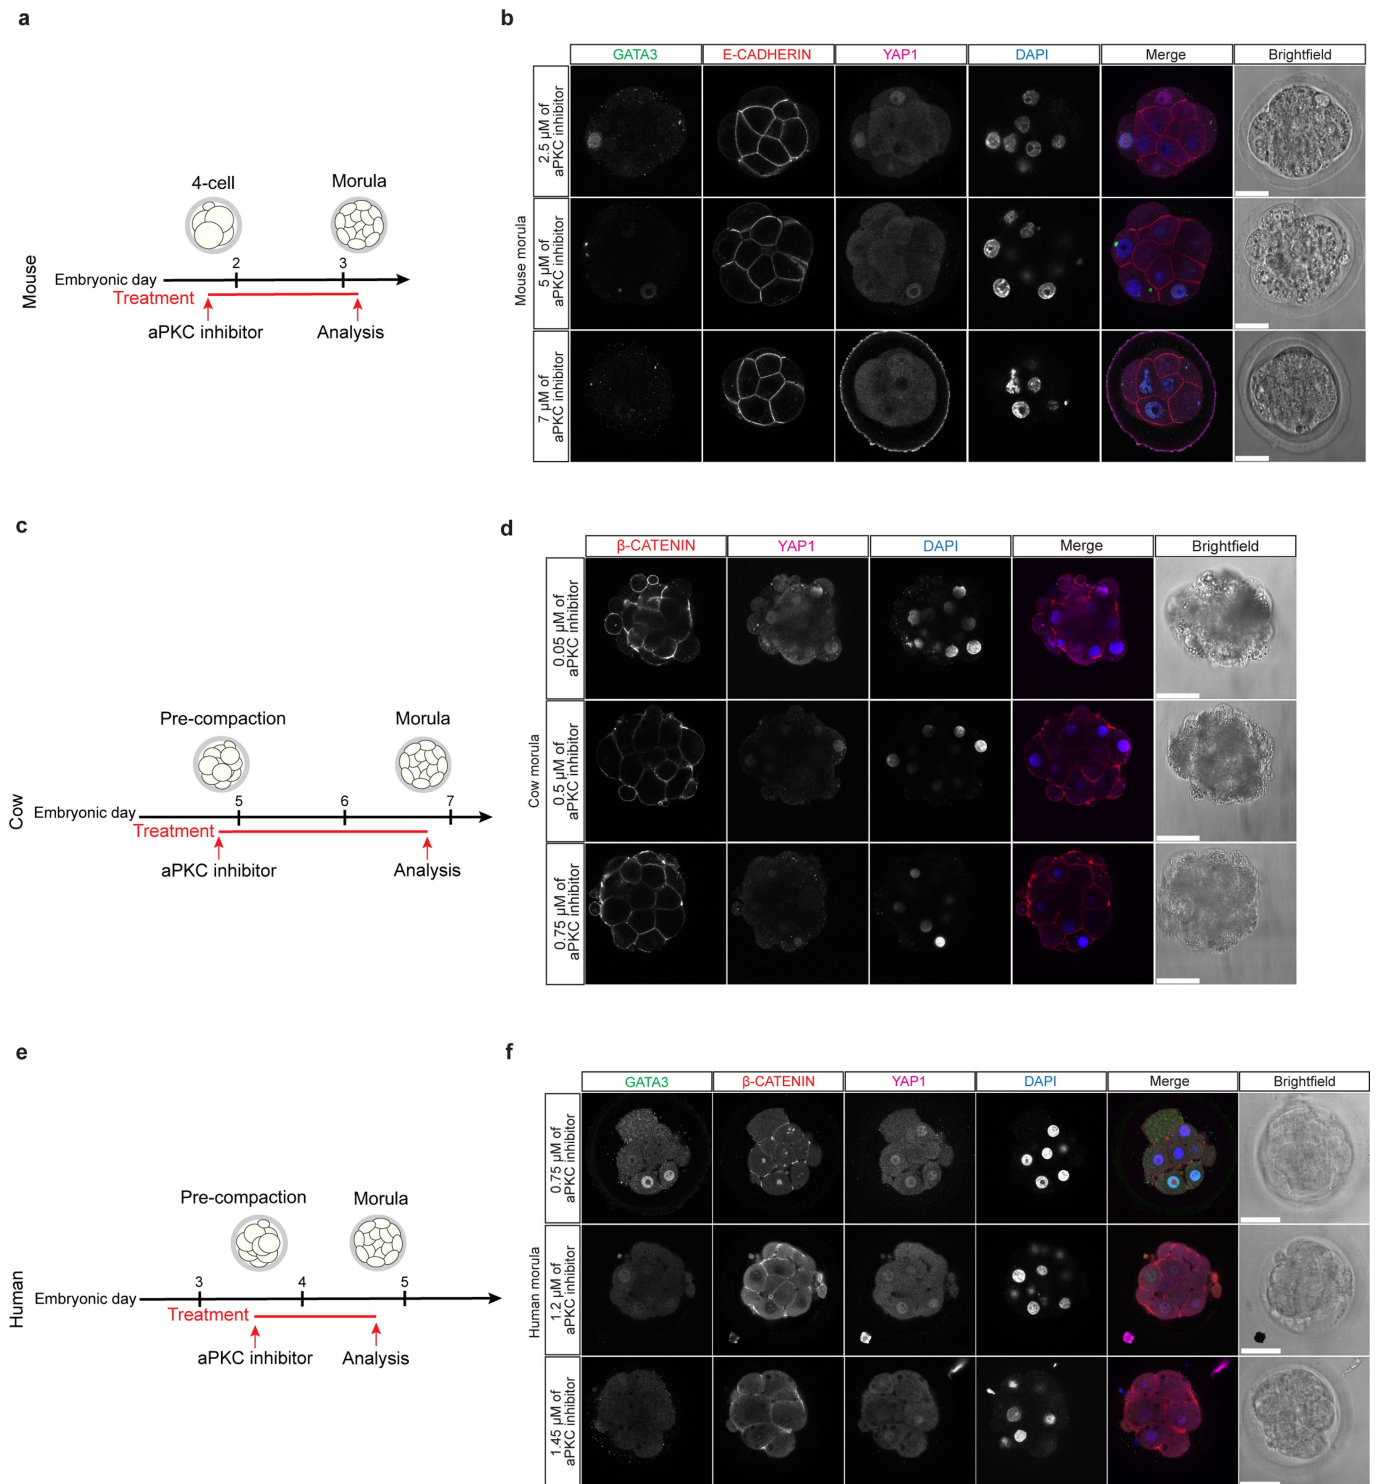 a
4-cell
Morula
Mouse
Embryonic day
2
3
Treatment
aPKC inhibitor
Analysis
b
GATA3
E-CADHERIN
YAP1
DAPI
Merge
Brightfield
Mouse morula
2.5 µM of
aPKC inhibitor
5 µM of
aPKC inhibitor
7 µM of
aPKC inhibitor
c
Pre-compaction
Morula
Cow
Embryonic day
5
6
7
Treatment
aPKC inhibitor
Analysis
d
β-CATENIN
YAP1
DAPI
Merge
Brightfield
Cow morula
0.05 µM of
aPKC inhibitor
0.5 µM of
aPKC inhibitor
0.75 µM of
aPKC inhibitor
e
Pre-compaction
Morula
Human
Embryonic day
3
4
5
Treatment
aPKC inhibitor
Analysis
f
GATA3
β-CATENIN
YAP1
DAPI
Merge
Brightfield
Human morula
0.75 µM of
aPKC inhibitor
1.2 µM of
aPKC inhibitor
1.45 µM of
aPKC inhibitor